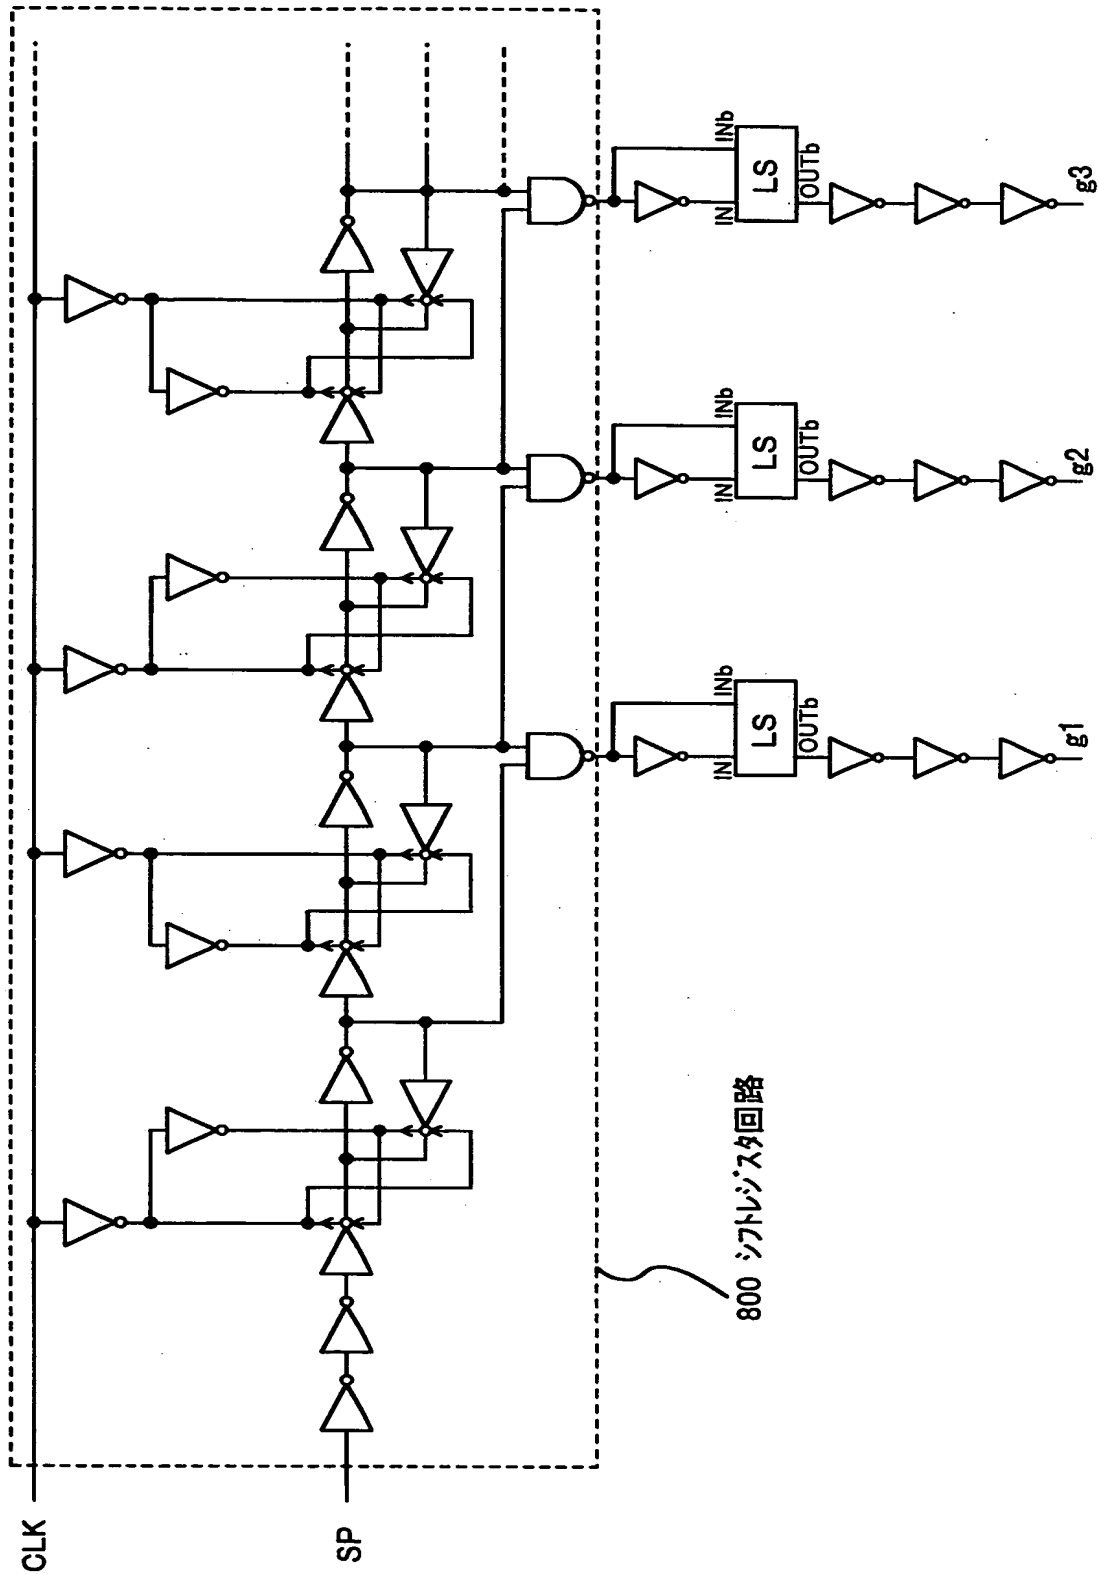 CLK
SP
800 シフトレジスタ回路
IN
INb
LS
OUTb
g1
IN
INb
LS
OUTb
g2
IN
INb
LS
OUTb
g3